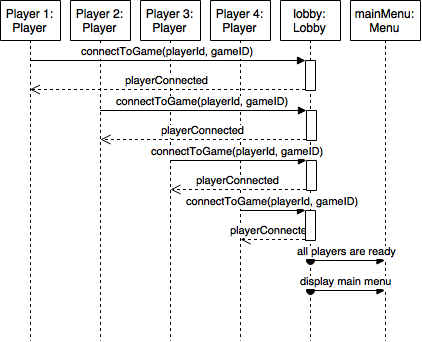 Player 1:
Player
Player 2:
Player
Player 3:
Player
Player 4:
Player
lobby:
Lobby
mainMenu:
Menu
connectToGame(playerId, gameID)
playerConnected
connectToGame(playerId, gameID)
playerConnected
connectToGame(playerId, gameID)
playerConnected
connectToGame(playerId, gameID)
playerConnecte
all players are ready
display main menu